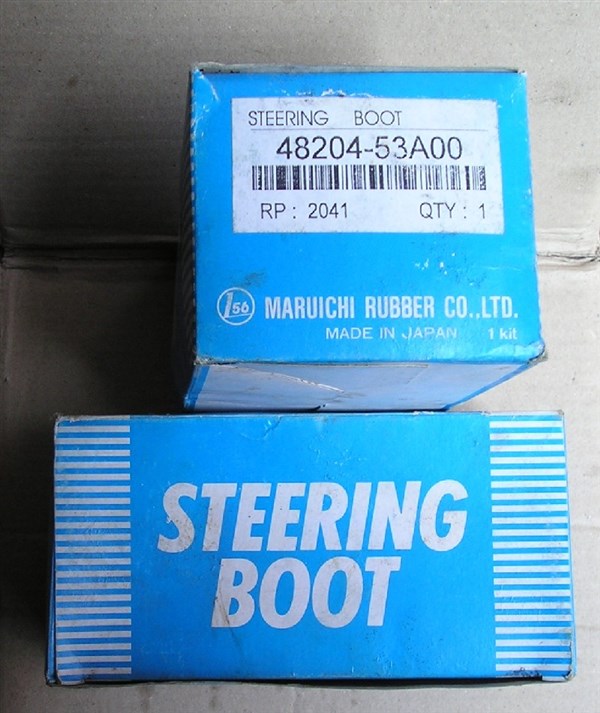 STEERING BOOT
48204-53A00
RP : 2041 QTY : 1
156 MARUICHI RUBBER CO.,LTD.
MADE IN JAPAN 1 kit
STEERING
BOOT